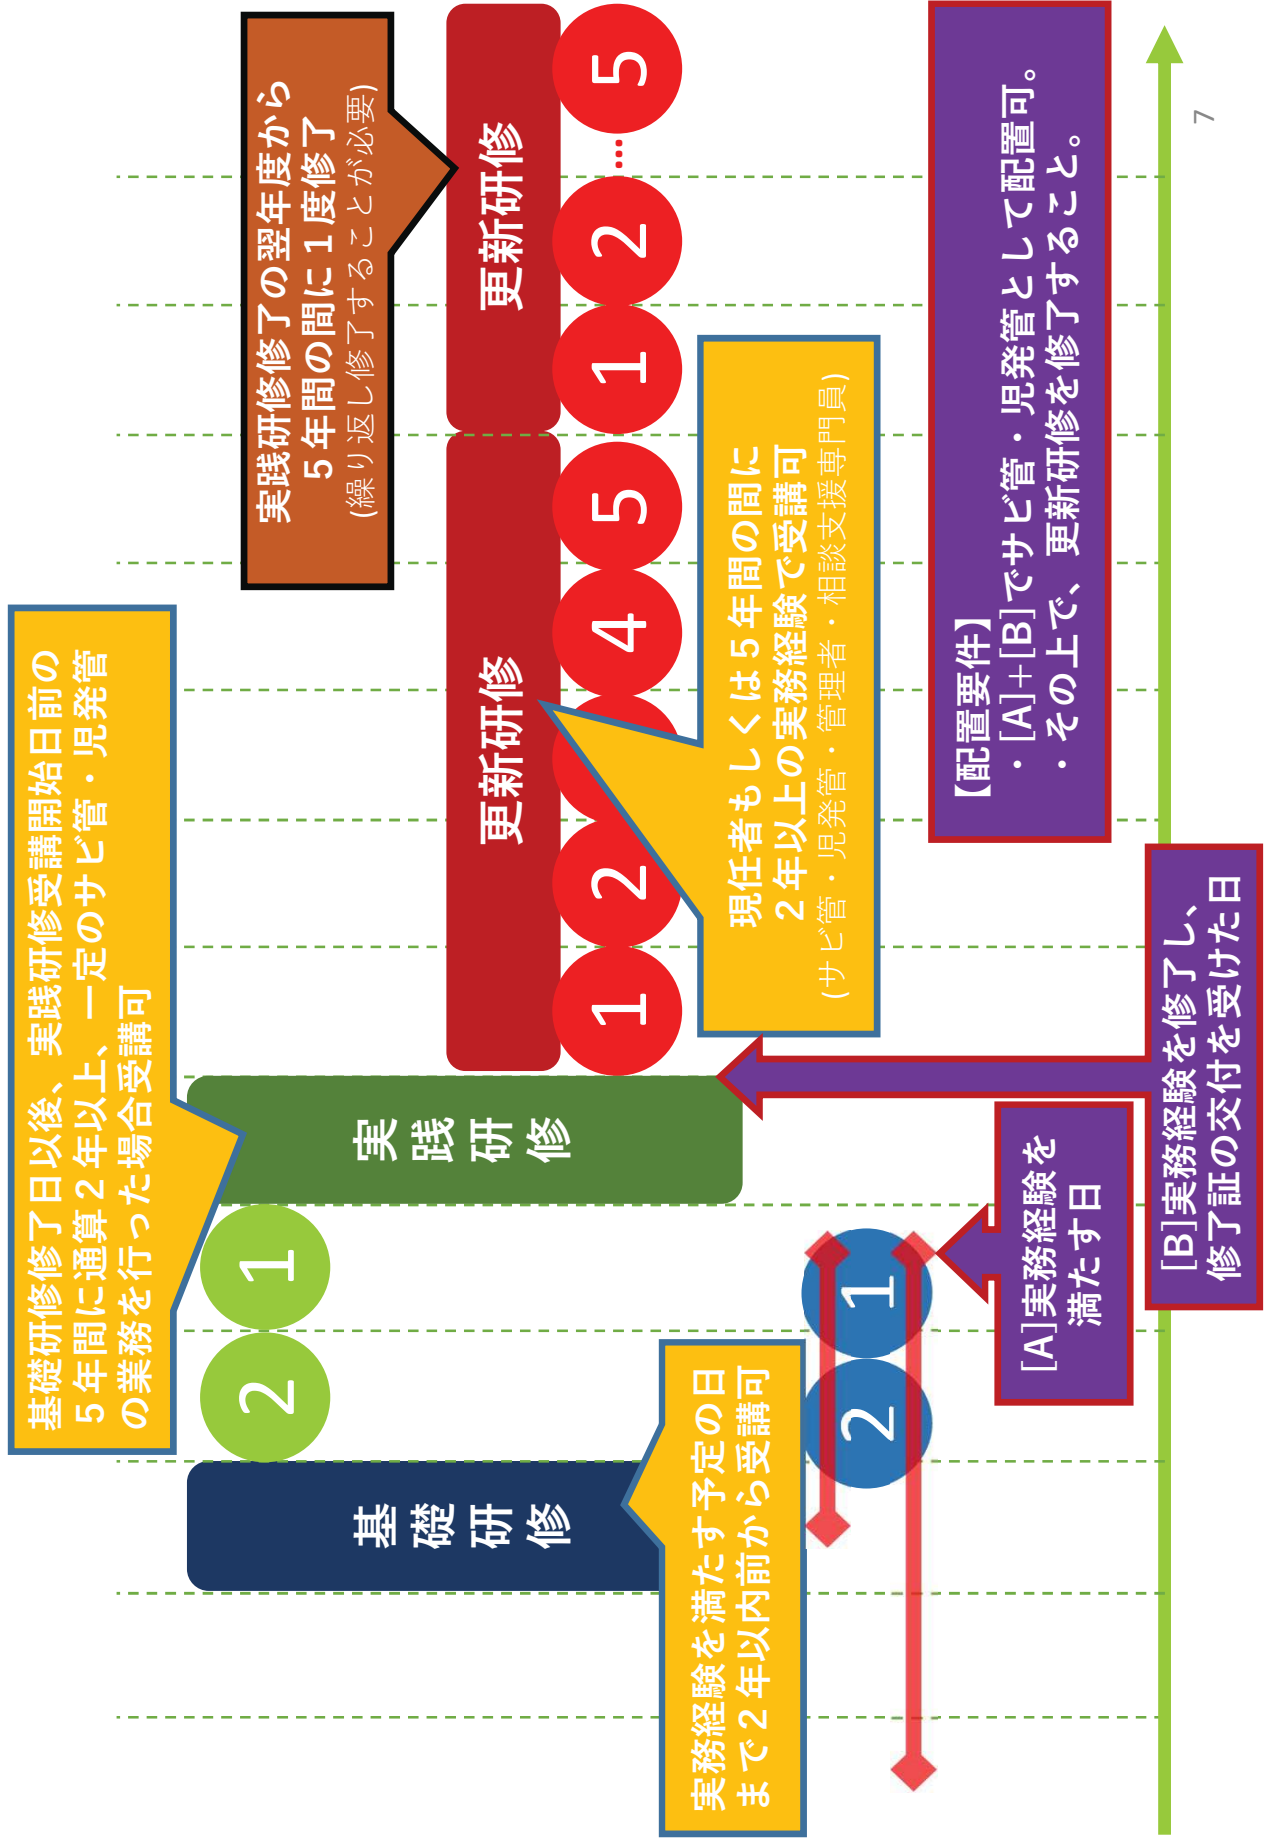 基礎研修修了日以後、実践研修受講開始日前の
５年間に通算２年以上、一定のサビ管・児発管
の業務を行った場合受講可
実践研修修了の翌年度から
５年間の間に１度修了
(繰り返し修了することが必要)
基礎研修
2
1
実践研修
更新研修
1
2
4
5
更新研修
1
2
…
5
実務経験を満たす予定の日
まで２年以内前から受講可
2
1
現任者もしくは５年間の間に
２年以上の実務経験で受講可
(サビ管・児発管・管理者・相談支援専門員)
[A]実務経験を
満たす日
[B]実務経験を修了し、
修了証の交付を受けた日
【配置要件】
・[A]+[B]でサビ管・児発管として配置可。
・その上で、更新研修を修了すること。
7